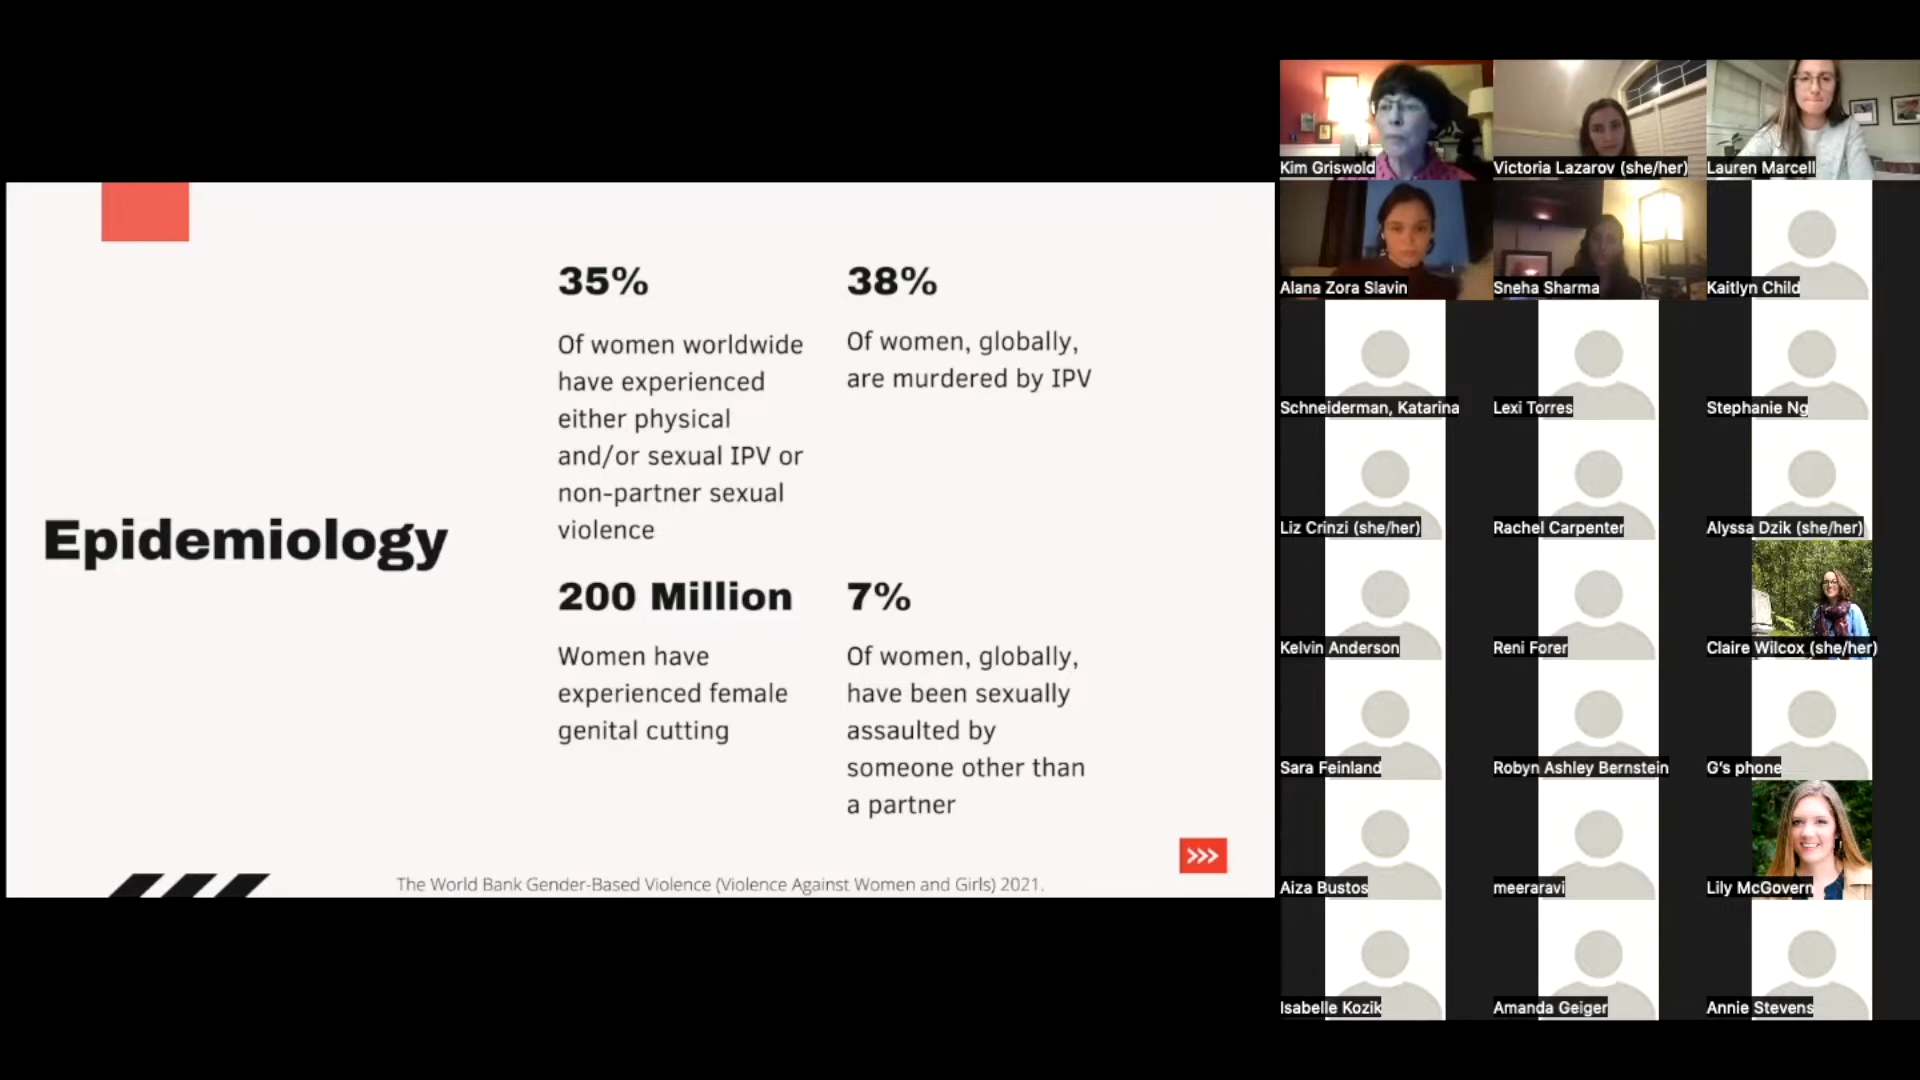 Epidemiology
35%
Of women worldwide
have experienced
either physical
and/or sexual IPV or
non-partner sexual
violence
38%
Of women, globally,
are murdered by IPV
200 Million
Women have
experienced female
genital cutting
7%
Of women, globally,
have been sexually
assaulted by
someone other than
a partner
The World Bank Gender-Based Violence (Violence Against Women and Girls) 2021.
Kim Griswold
Victoria Lazarov (she/her)
Lauren Marcell
Alana Zora Slavin
Sneha Sharma
Kaitlyn Child
Schneiderman, Katarina
Lexi Torres
Stephanie Ng
Liz Crinzi (she/her)
Rachel Carpenter
Alyssa Dzik (she/her)
Kelvin Anderson
Reni Forer
Claire Wilcox (she/her)
Sara Feinland
Robyn Ashley Bernstein
G's phone
Aiza Bustos
meeraravi
Lily McGovern
Isabelle Kozik
Amanda Geiger
Annie Stevens